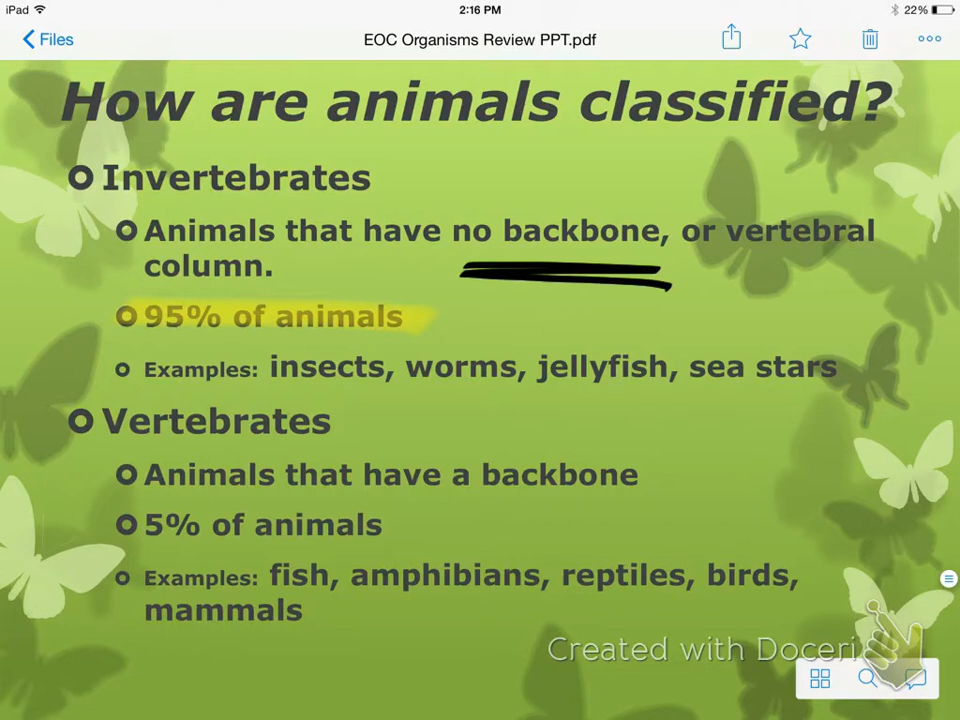 iPad 2:16 PM 22%
Files EOC Organisms Review PPT.pdf
How are animals classified?
Invertebrates
Animals that have no backbone, or vertebral
column.
95% of animals
Examples: insects, worms, jellyfish, sea stars
Vertebrates
Animals that have a backbone
5% of animals
Examples: fish, amphibians, reptiles, birds,
mammals
Created with Doceri